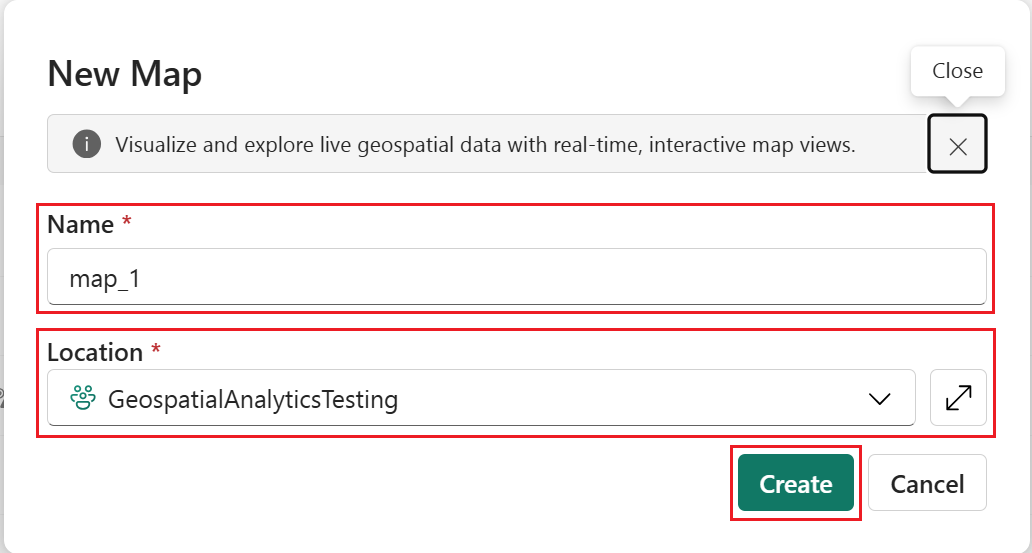 New Map
Close
Visualize and explore live geospatial data with real-time, interactive map views.
Name *
map_1
Location *
GeospatialAnalyticsTesting
Create
Cancel